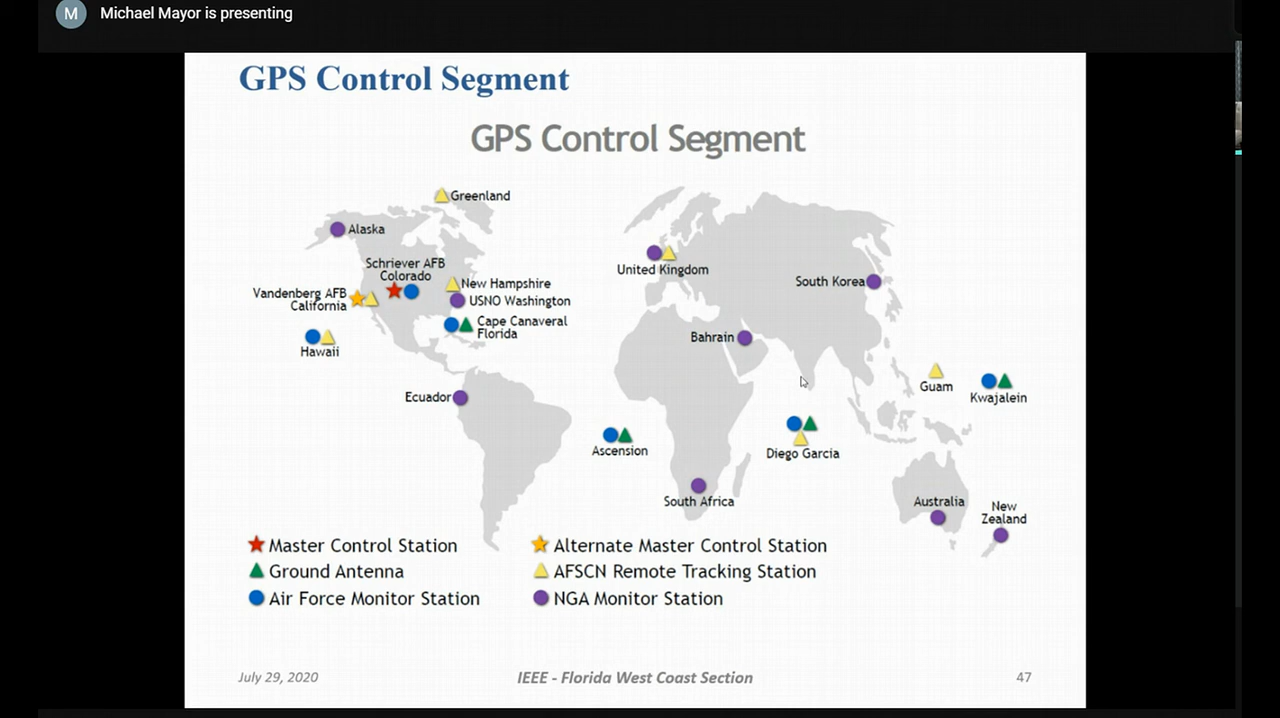 M
Michael Mayor is presenting
GPS Control Segment
GPS Control Segment
Greenland
Alaska
Schriever AFB
Colorado
United Kingdom
New Hampshire
South Korea
Vandenberg AFB
California
USNO Washington
Cape Canaveral
Florida
Bahrain
Hawaii
Guam
Kwajalein
Ecuador
Ascension
Diego Garcia
South Africa
Australia
New
Zealand
Master Control Station
Alternate Master Control Station
Ground Antenna
AFSCN Remote Tracking Station
Air Force Monitor Station
NGA Monitor Station
July 29, 2020
IEEE - Florida West Coast Section
47